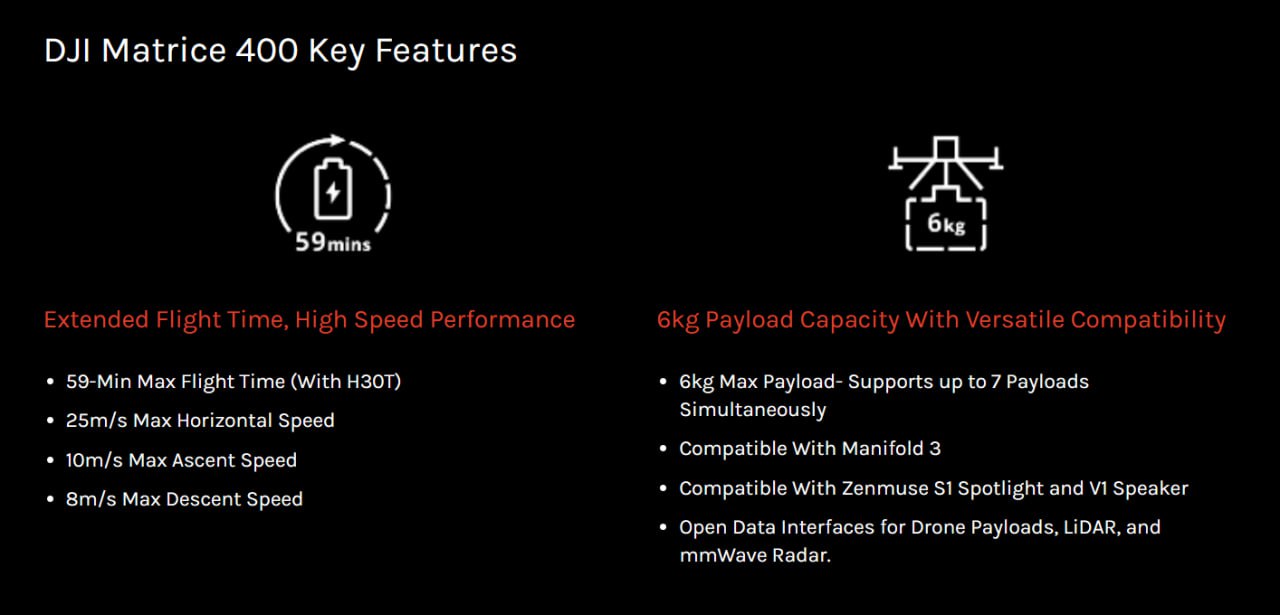 DJI Matrice 400 Key Features
59mins
Extended Flight Time, High Speed Performance
• 59-Min Max Flight Time (With H30T)
• 25m/s Max Horizontal Speed
• 10m/s Max Ascent Speed
• 8m/s Max Descent Speed
6kg
6kg Payload Capacity With Versatile Compatibility
• 6kg Max Payload- Supports up to 7 Payloads
Simultaneously
• Compatible With Manifold 3
• Compatible With Zenmuse S1 Spotlight and V1 Speaker
• Open Data Interfaces for Drone Payloads, LiDAR, and
mmWave Radar.